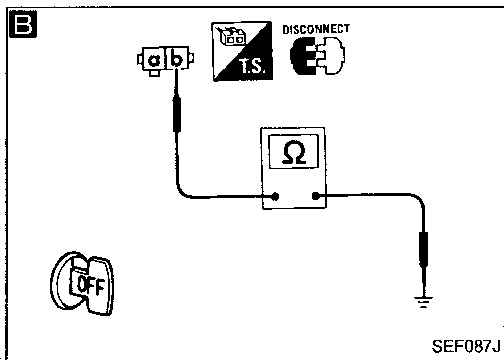 B
DISCONNECT
a b
T.S.
Ω
OFF
SEF087J